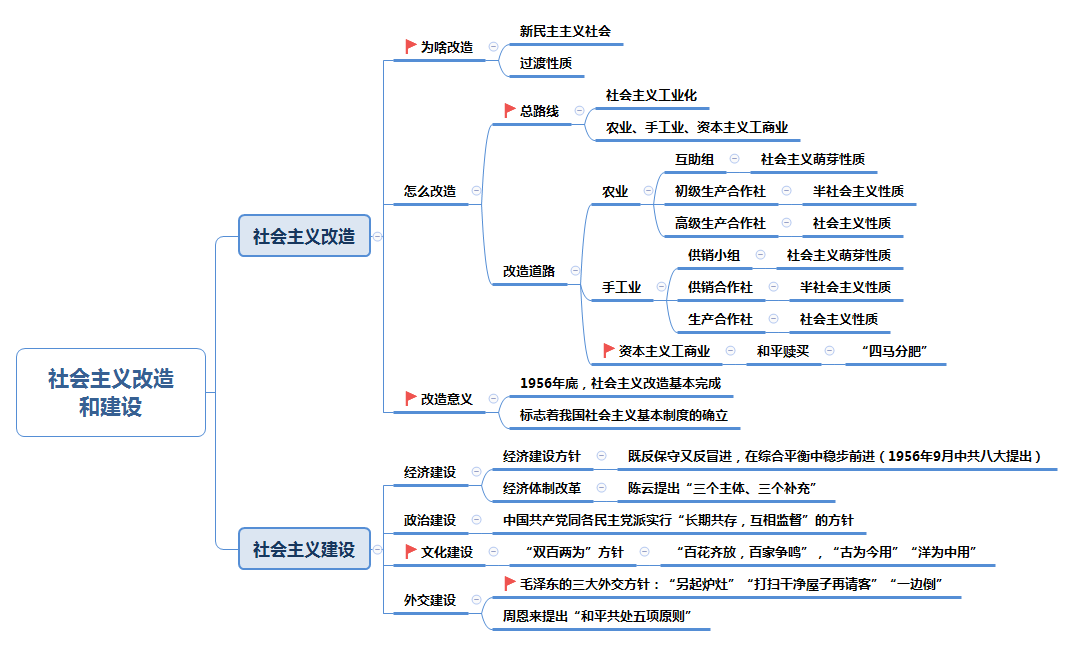 社会主义改造
和建设
社会主义改造
为啥改造
新民主主义社会
过渡性质
怎么改造
总路线
社会主义工业化
农业、手工业、资本主义工商业
改造道路
农业
互助组
社会主义萌芽性质
初级生产合作社
半社会主义性质
高级生产合作社
社会主义性质
手工业
供销小组
社会主义萌芽性质
供销合作社
半社会主义性质
生产合作社
社会主义性质
资本主义工商业
和平赎买
“四马分肥”
改造意义
1956年底，社会主义改造基本完成
标志着我国社会主义基本制度的确立
社会主义建设
经济建设
经济建设方针
既反保守又反冒进，在综合平衡中稳步前进（1956年9月中共八大提出）
经济体制改革
陈云提出“三个主体、三个补充”
政治建设
中国共产党同各民主党派实行“长期共存，互相监督”的方针
文化建设
“双百两为”方针
“百花齐放，百家争鸣”，“古为今用”“洋为中用”
外交建设
毛泽东的三大外交方针：“另起炉灶”“打扫干净屋子再请客”“一边倒”
周恩来提出“和平共处五项原则”